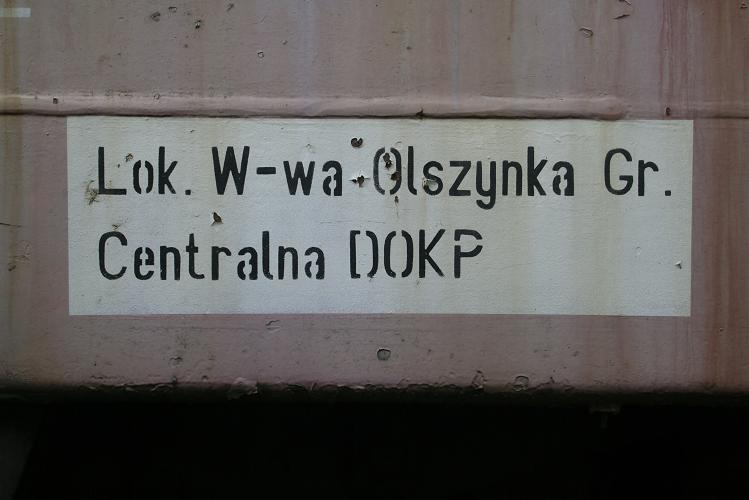 Lok. W-wa Olszynka Gr.
Centralna DOKP